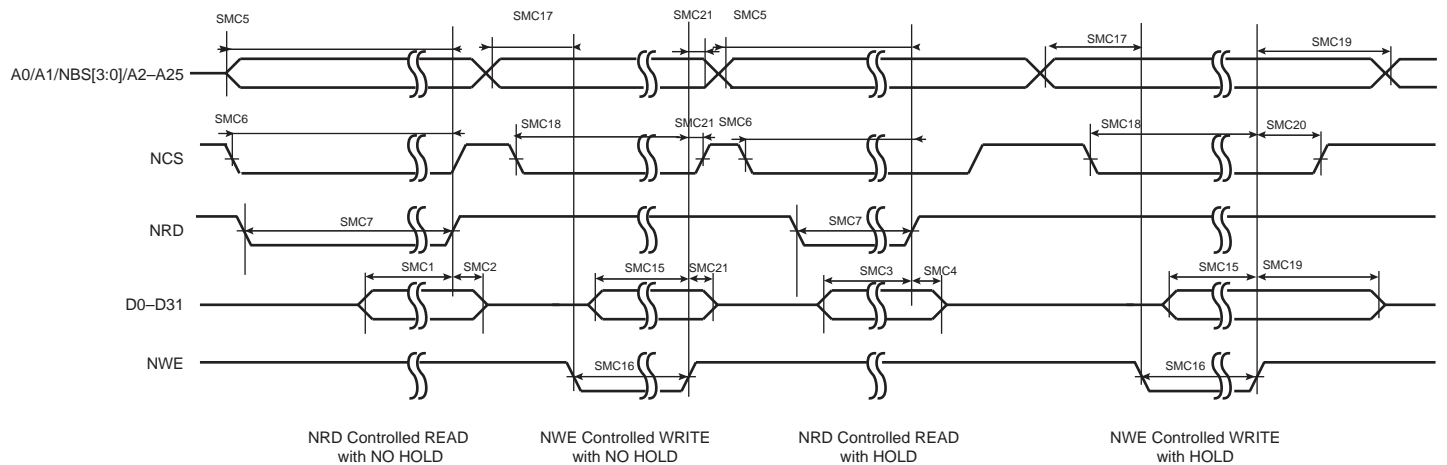 SMC5
SMC17
SMC21
SMC5
SMC17
SMC19
A0/A1/NBS[3:0]/A2–A25
SMC6
SMC18
SMC21
SMC6
SMC18
SMC20
NCS
SMC7
SMC7
NRD
SMC1
SMC2
SMC15
SMC21
SMC3
SMC4
SMC15
SMC19
D0–D31
NWE
SMC16
SMC16
NRD Controlled READ
with NO HOLD
NWE Controlled WRITE
with NO HOLD
NRD Controlled READ
with HOLD
NWE Controlled WRITE
with HOLD